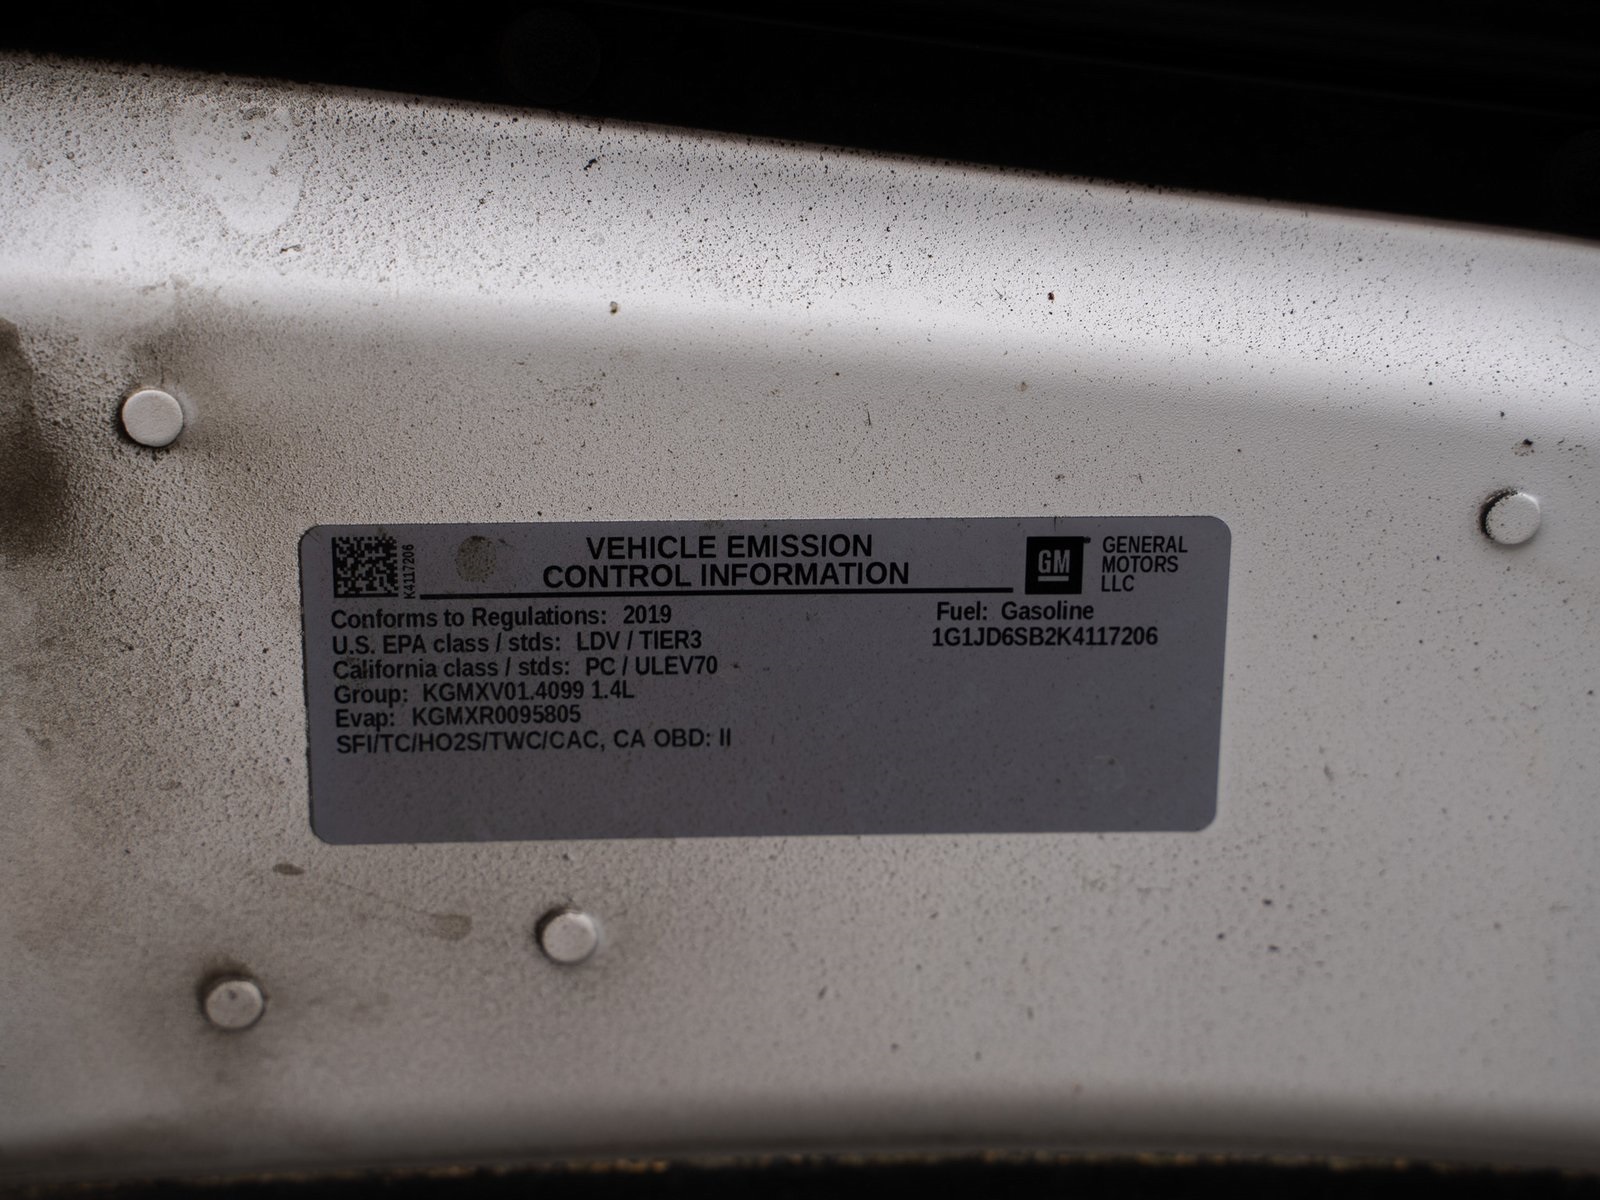 K4117206
VEHICLE EMISSION
CONTROL INFORMATION
GM
GENERAL
MOTORS
LLC
Conforms to Regulations: 2019
U.S. EPA class / stds: LDV / TIER3
California class / stds: PC / ULEV70
Group: KGMXV01.4099 1.4L
Evap: KGMXR0095805
SFI/TC/HO2S/TWC/CAC, CA OBD: II
Fuel: Gasoline
1G1JD6SB2K4117206